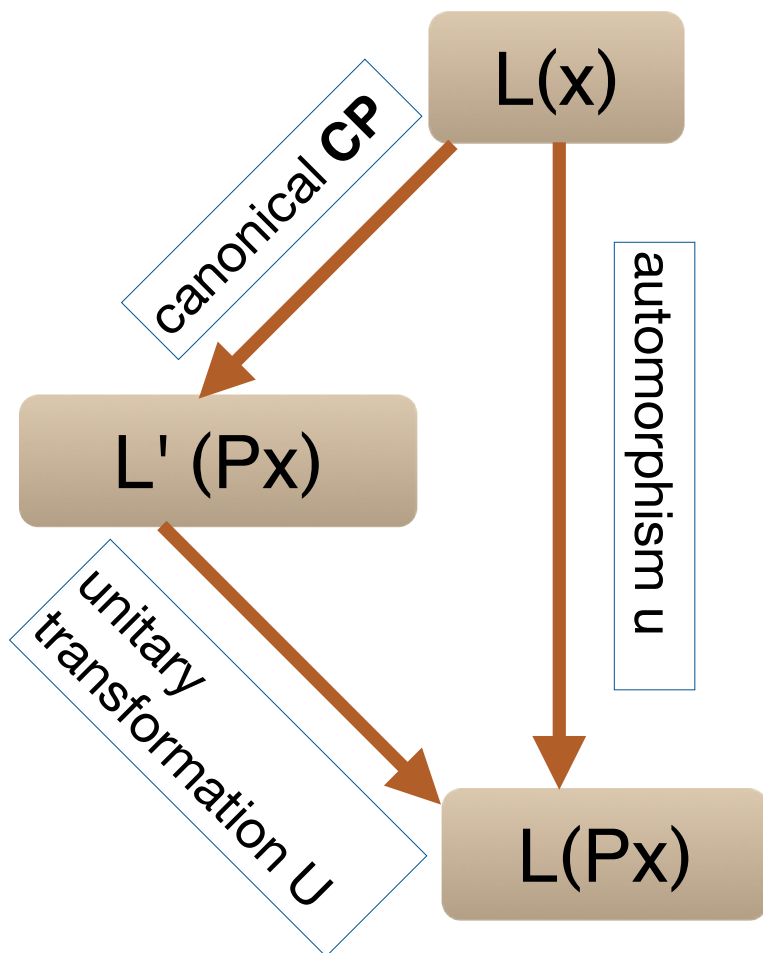 L(x)
canonical CP
automorphism u
L' (Px)
unitary
transformation U
L(Px)